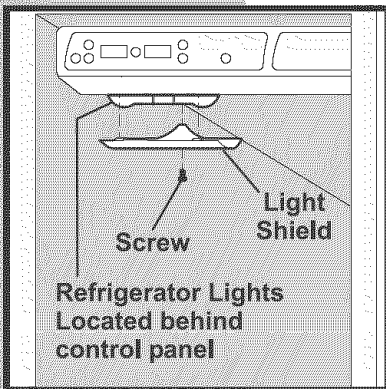 Light
Shield
Screw
Refrigerator Lights
Located behind
control panel